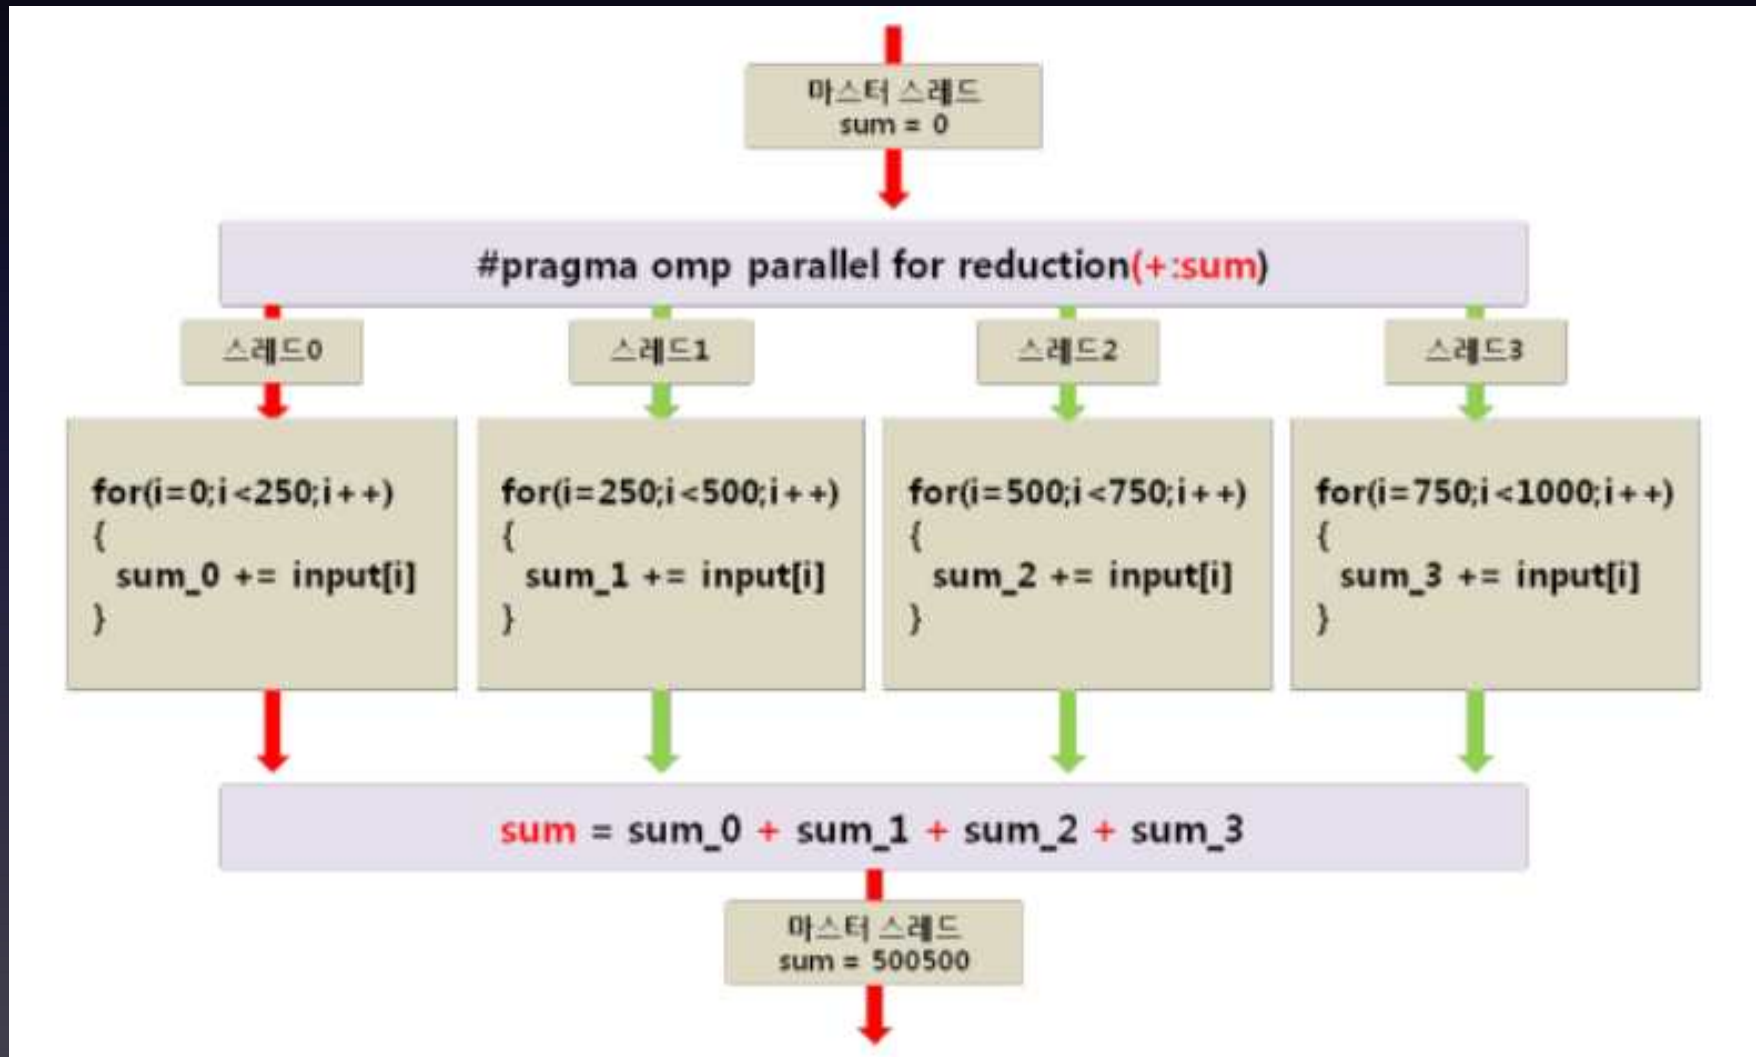 마스터 스레드
sum = 0
#pragma omp parallel for reduction(+:sum)
스레드0
스레드1
스레드2
스레드3
for(i=0;i<250;i++)
{
sum_0 += input[i]
}
for(i=250;i<500;i++)
{
sum_1 += input[i]
}
for(i=500;i<750;i++)
{
sum_2 += input[i]
}
for(i=750;i<1000;i++)
{
sum_3 += input[i]
}
sum = sum_0 + sum_1 + sum_2 + sum_3
마스터 스레드
sum = 500500